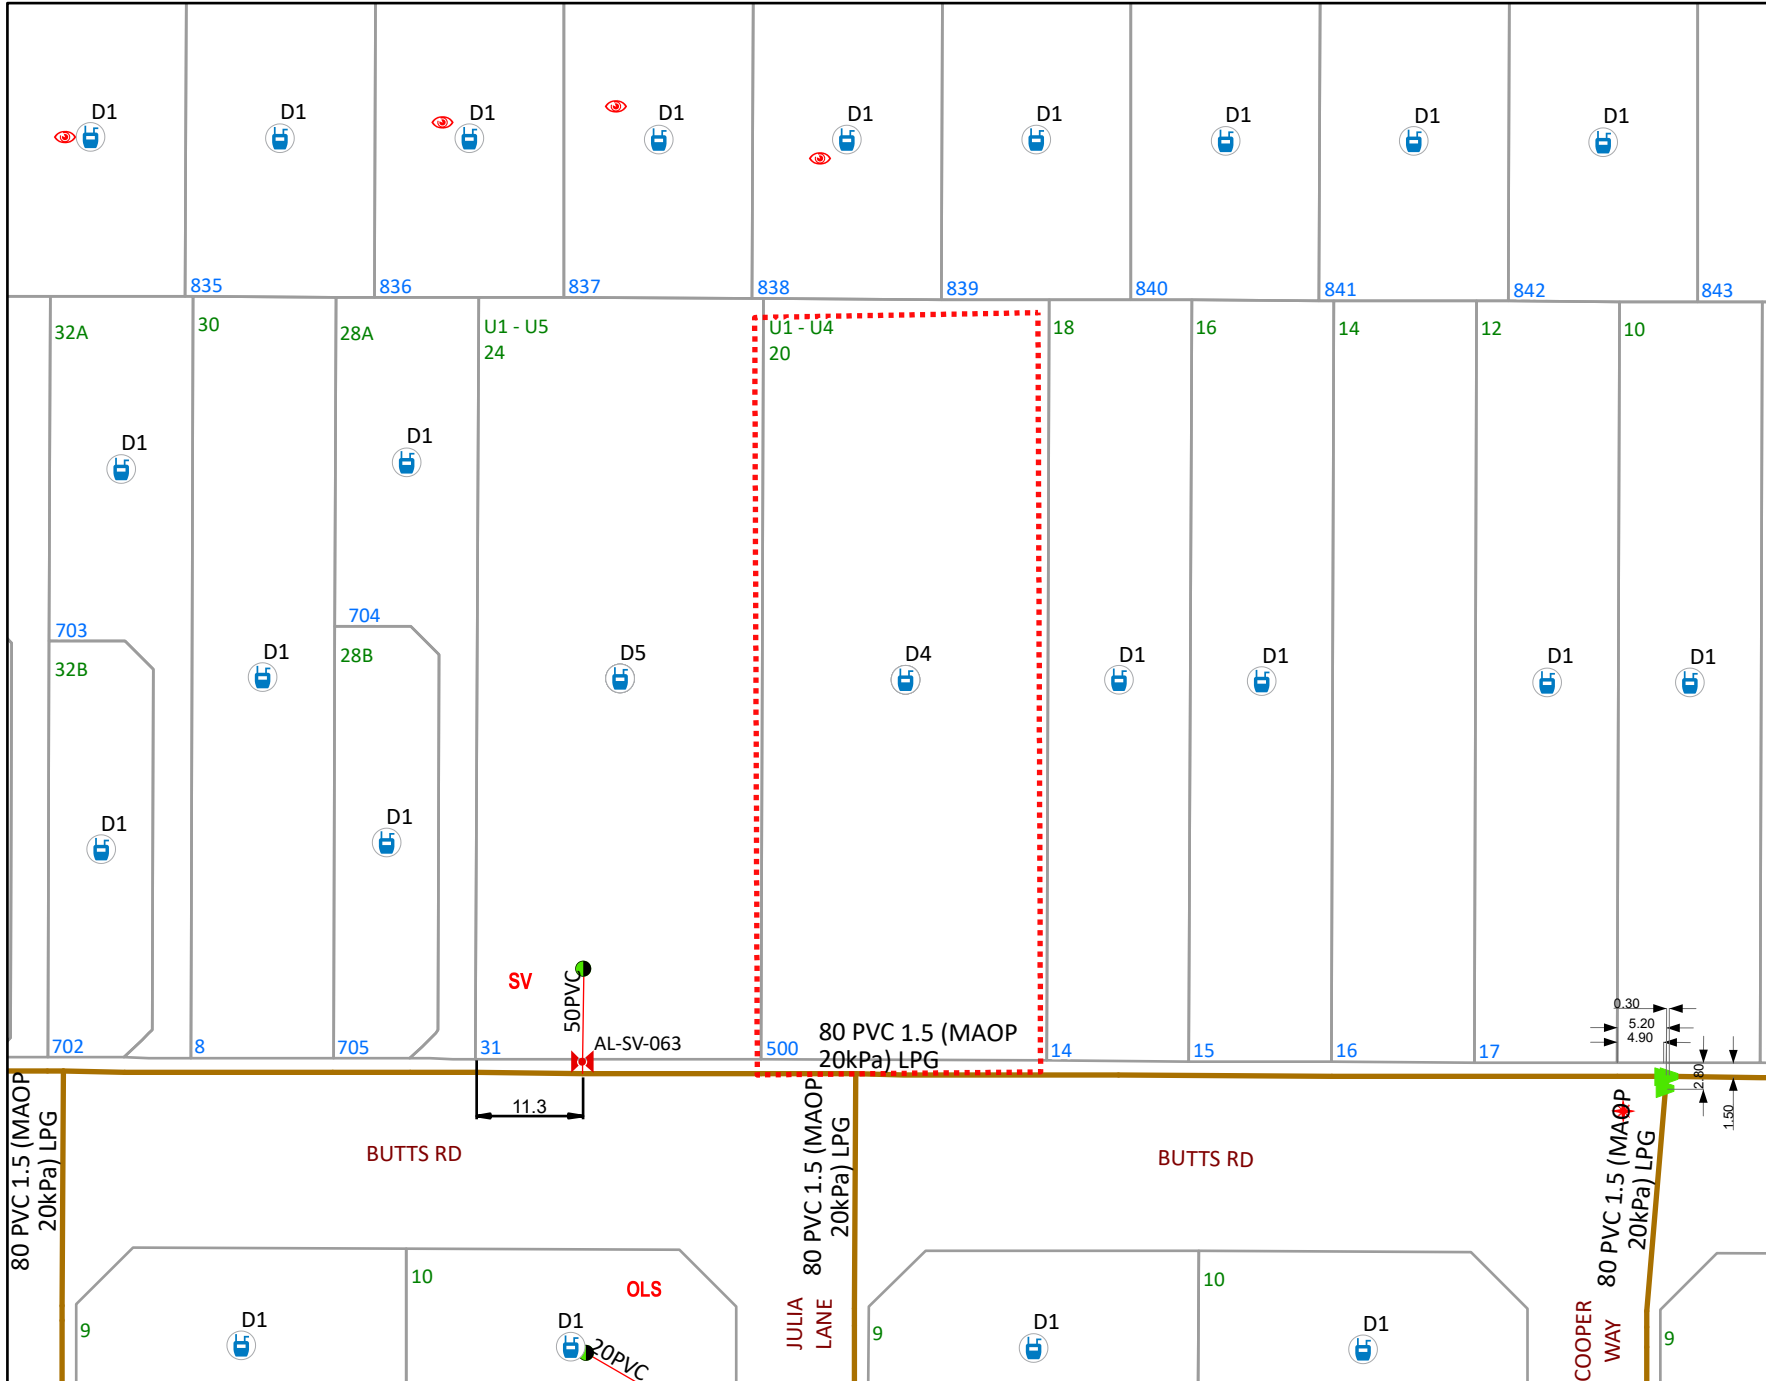 D1
D1
D1
D1
D1
D1
D1
D1
D1
835
836
837
838
839
840
841
842
843
32A
30
28A
U1 - U5
24
U1 - U4
20
18
16
14
12
10
D1
D1
703
704
32B
28B
D1
D5
D4
D1
D1
D1
D1
D1
D1
SV
50PVC
AL-SV-063
80 PVC 1.5 (MAOP
20kPa) LPG
702
8
705
31
500
14
15
16
17
0.30
5.20
4.90
2.80
1.50
11.3
80 PVC 1.5 (MAOP
20kPa) LPG
BUTTS RD
80 PVC 1.5 (MAOP
20kPa) LPG
BUTTS RD
80 PVC 1.5 (MAOP
20kPa) LPG
9
10
OLS
D1
D1
20PVC
JULIA
LANE
9
10
D1
D1
COOPER
WAY
9